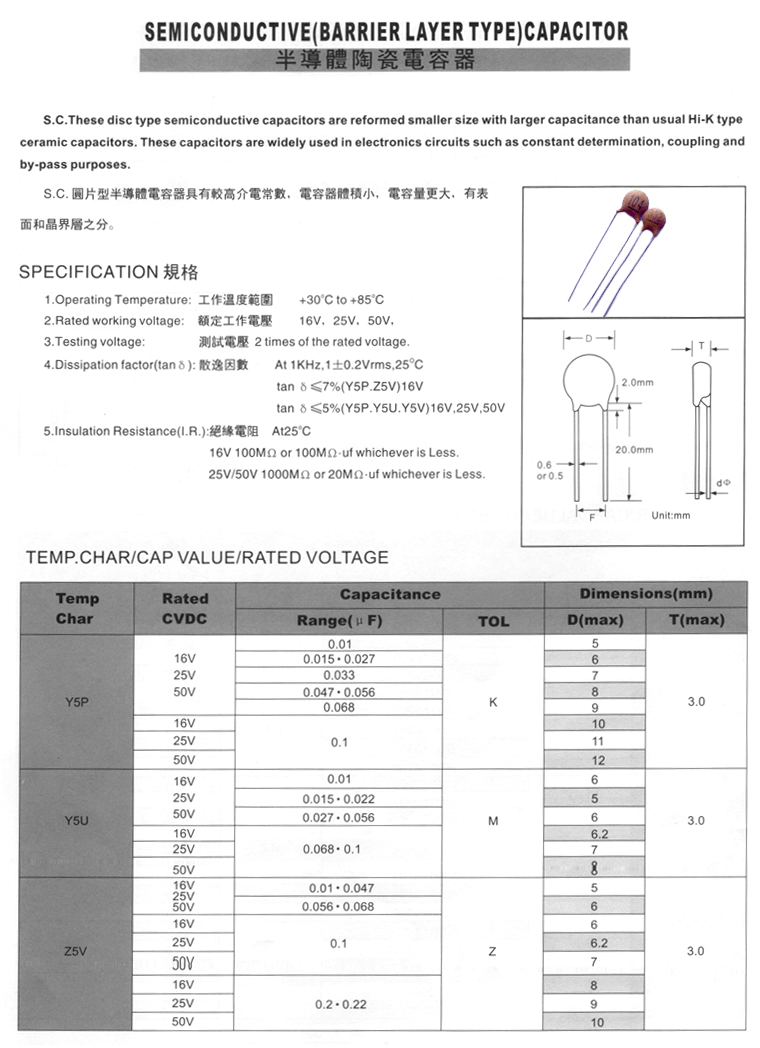 SEMICONDUCTIVE(BARRIER LAYER TYPE)CAPACITOR
半導體陶瓷電容器
S.C.These disc type semiconductive capacitors are reformed smaller size with larger capacitance than usual Hi-K type
ceramic capacitors. These capacitors are widely used in electronics circuits such as constant determination, coupling and
by-pass purposes.
S.C. 圓片型半導體電容器具有較高介電常數，電容器體積小，電容量更大，有表
面和晶界層之分。
104
SPECIFICATION 規格
1.Operating Temperature: 工作溫度範圍 +30°C to +85°C
2.Rated working voltage: 額定工作電壓 16V，25V，50V，
3.Testing voltage: 測試電壓 2 times of the rated voltage.
4.Dissipation factor(tan δ): 散逸因數 At 1KHz,1±0.2Vrms,25°C
tan δ ≤7%(Y5P.Z5V)16V
tan δ ≤5%(Y5P.Y5U.Y5V)16V,25V,50V
5.Insulation Resistance(I.R.):絕緣電阻 At25°C
16V 100MΩ or 100MΩ·uf whichever is Less.
25V/50V 1000MΩ or 20MΩ·uf whichever is Less.
D
T
2.0mm
20.0mm
0.6
or 0.5
dΦ
F
Unit:mm
TEMP.CHAR/CAP VALUE/RATED VOLTAGE
Temp Char Rated CVDC Capacitance Dimensions(mm)
Range(μF) TOL D(max) T(max)
Y5P K 3.0
0.01 5
16V 0.015·0.027 6
25V 0.033 7
50V 0.047·0.056 8
0.068 9
16V 10
25V 0.1 11
50V 12
Y5U M 3.0
16V 0.01 6
25V 0.015·0.022 5
50V 0.027·0.056 6
16V 6.2
25V 0.068·0.1 7
50V 8
Z5V Z 3.0
16V 25V 50V
0.01·0.047 5
0.056·0.068 6
16V 6
25V 0.1 6.2
50V 7
16V 8
25V 0.2·0.22 9
50V 10